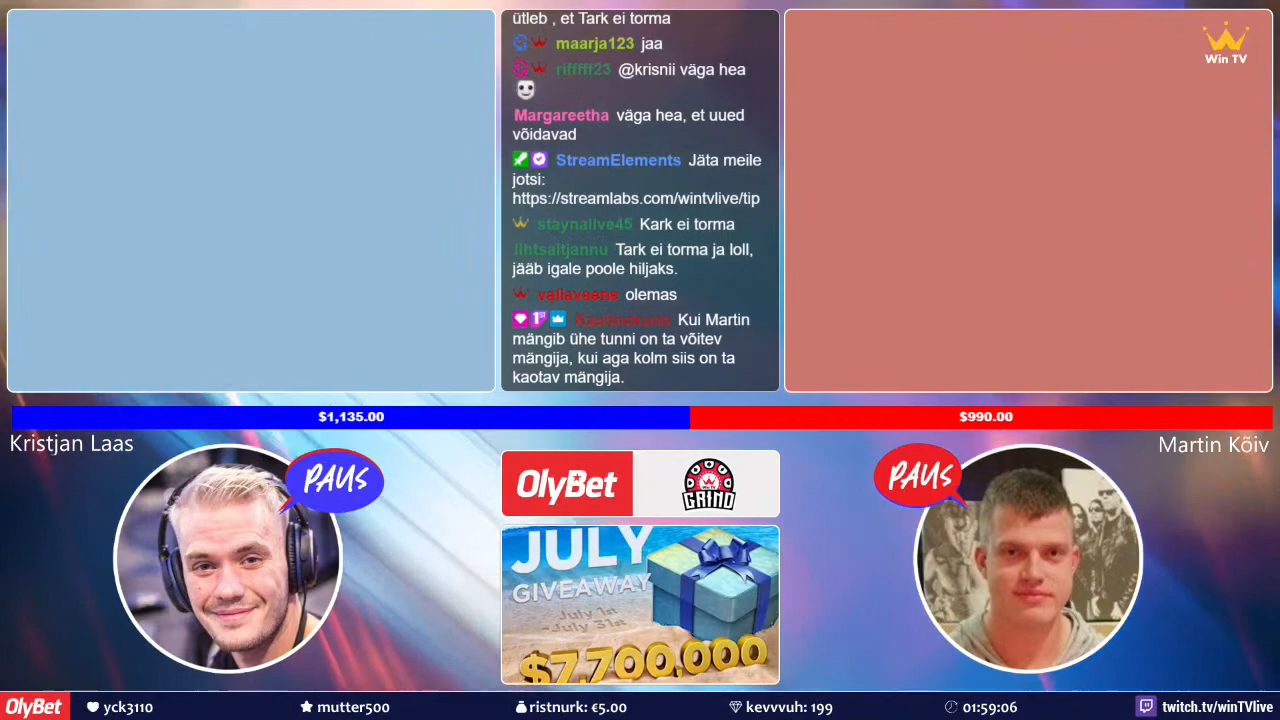 ütleb , et Tark ei torma
maarja123 jaa
rifffff23 @krisnii väga hea
Margareetha väga hea, et uued
võidavad
StreamElements Jäta meile
jotsi:
https://streamlabs.com/wintvlive/tip
staynalive45 Kark ei torma
lihtsaltjannu Tark ei torma ja loll,
jääb igale poole hiljaks.
olemas
Kui Martin
mängib ühe tunni on ta võitev
mängija, kui aga kolm siis on ta
kaotav mängija.
Win TV
$1,135.00
$990.00
Kristjan Laas
Martin Kõiv
PAUS
PAUS
OlyBet
Win TV
GRIND
JULY
GIVEAWAY
July 1st
-July 31st
$7,700,000
OlyBet
yck3110
mutter500
ristnurk: €5.00
kevvvuh: 199
01:59:06
twitch.tv/winTVlive